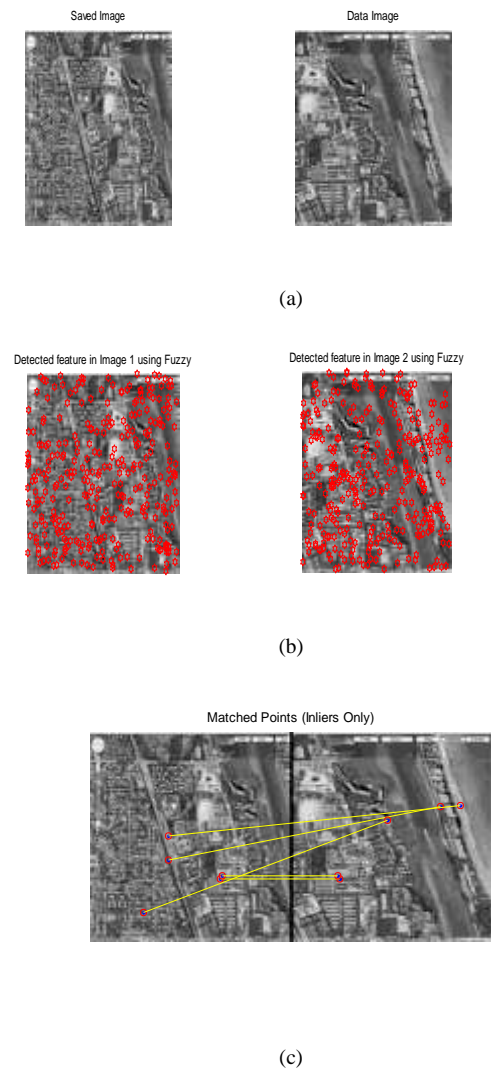 Saved Image
Data Image
(a)
Detected feature in Image 1 using Fuzzy
Detected feature in Image 2 using Fuzzy
(b)
Matched Points (Inliers Only)
(c)